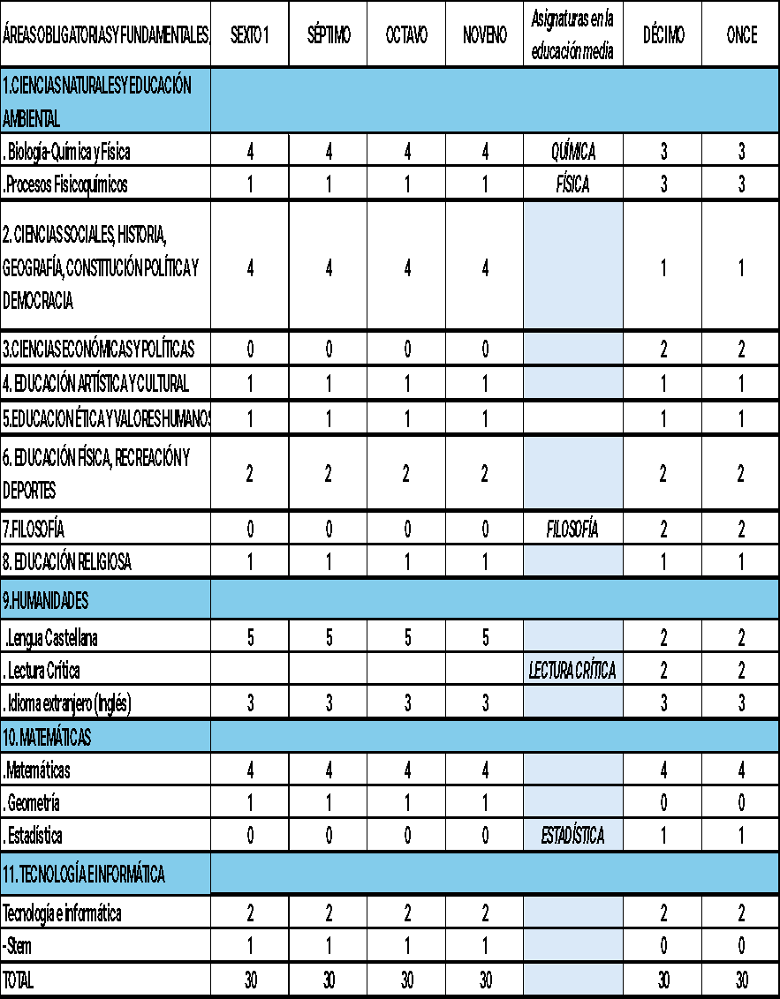 ÁREAS OBLIGATORIAS Y FUNDAMENTALES, SEXTO 1 SÉPTIMO OCTAVO NOVENO Asignaturas en la educación media DÉCIMO ONCE
1.CIENCIAS NATURALES Y EDUCACIÓN
AMBIENTAL
. Biología-Química y Física 4 4 4 4 QUÍMICA 3 3
.Procesos Fisicoquímicos 1 1 1 1 FÍSICA 3 3
2. CIENCIAS SOCIALES, HISTORIA,
GEOGRAFÍA, CONSTITUCIÓN POLÍTICA Y 4 4 4 4 1 1
DEMOCRACIA
3.CIENCIAS ECONÓMICAS Y POLÍTICAS 0 0 0 0 2 2
4. EDUCACIÓN ARTÍSTICA Y CULTURAL 1 1 1 1 1 1
5.EDUCACION ÉTICA Y VALORES HUMANOS 1 1 1 1 1 1
6. EDUCACIÓN FÍSICA, RECREACIÓN Y
DEPORTES 2 2 2 2 2 2
7.FILOSOFÍA 0 0 0 0 FILOSOFÍA 2 2
8. EDUCACIÓN RELIGIOSA 1 1 1 1 1 1
9.HUMANIDADES
.Lengua Castellana 5 5 5 5 2 2
. Lectura Crítica LECTURA CRÍTICA 2 2
. Idioma extranjero (Inglés) 3 3 3 3 3 3
10. MATEMÁTICAS
.Matemáticas 4 4 4 4 4 4
. Geometría 1 1 1 1 0 0
. Estadística 0 0 0 0 ESTADÍSTICA 1 1
11. TECNOLOGÍA E INFORMÁTICA
Tecnología e informática 2 2 2 2 2 2
-Stem 1 1 1 1 0 0
TOTAL 30 30 30 30 30 30